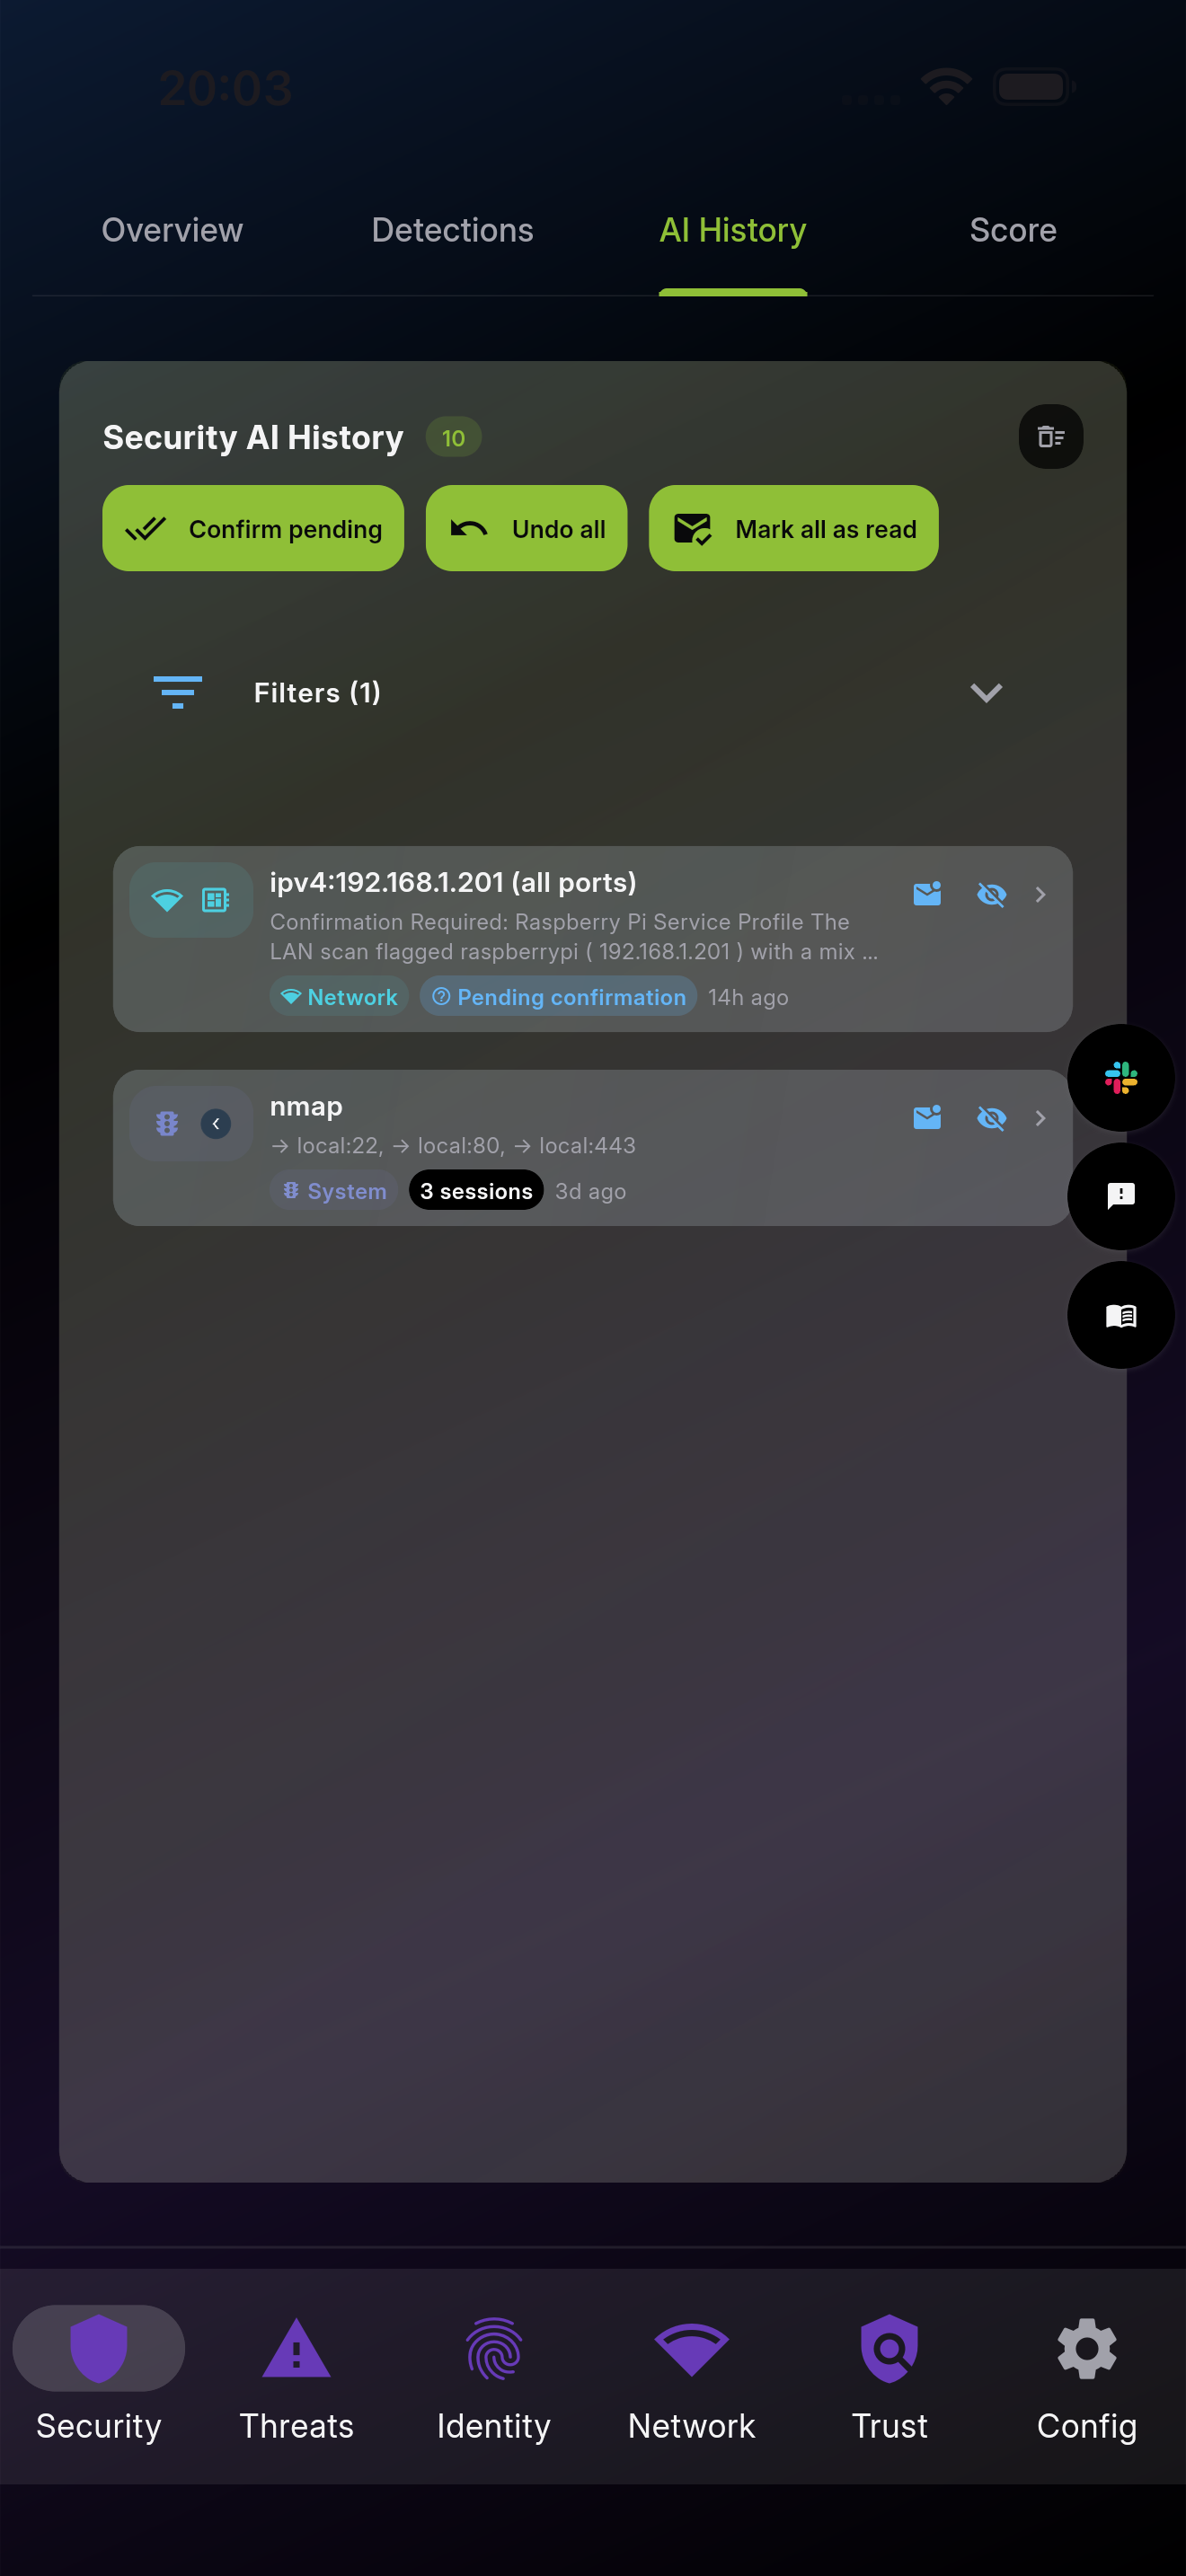 20:03
Overview Detections AI History Score
Security AI History 10
Confirm pending Undo all Mark all as read
Filters (1)
ipv4:192.168.1.201 (all ports)
Confirmation Required: Raspberry Pi Service Profile The
LAN scan flagged raspberrypi ( 192.168.1.201 ) with a mix ...
Network Pending confirmation 14h ago
nmap
→ local:22, → local:80, → local:443
System 3 sessions 3d ago
Security Threats Identity Network Trust Config